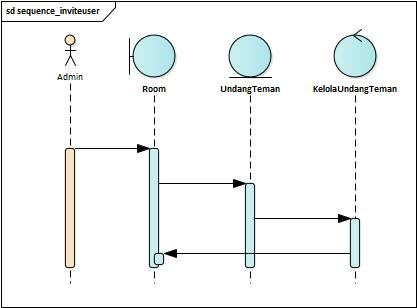 sd sequence_inviteuser
Admin
Room
UndangTeman
KelolaUndangTeman